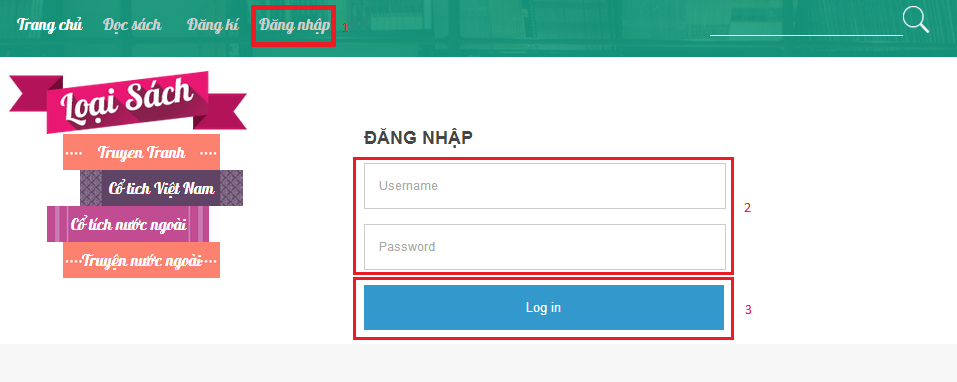 Trang chủ Đọc sách Đăng kí Đăng nhập 1
Loại Sách
Truyen Tranh
Cổ tich Việt Nam
Cổ tích nước ngoài
Truyện nước ngoài
ĐĂNG NHẬP
Username
2
Password
Log in
3